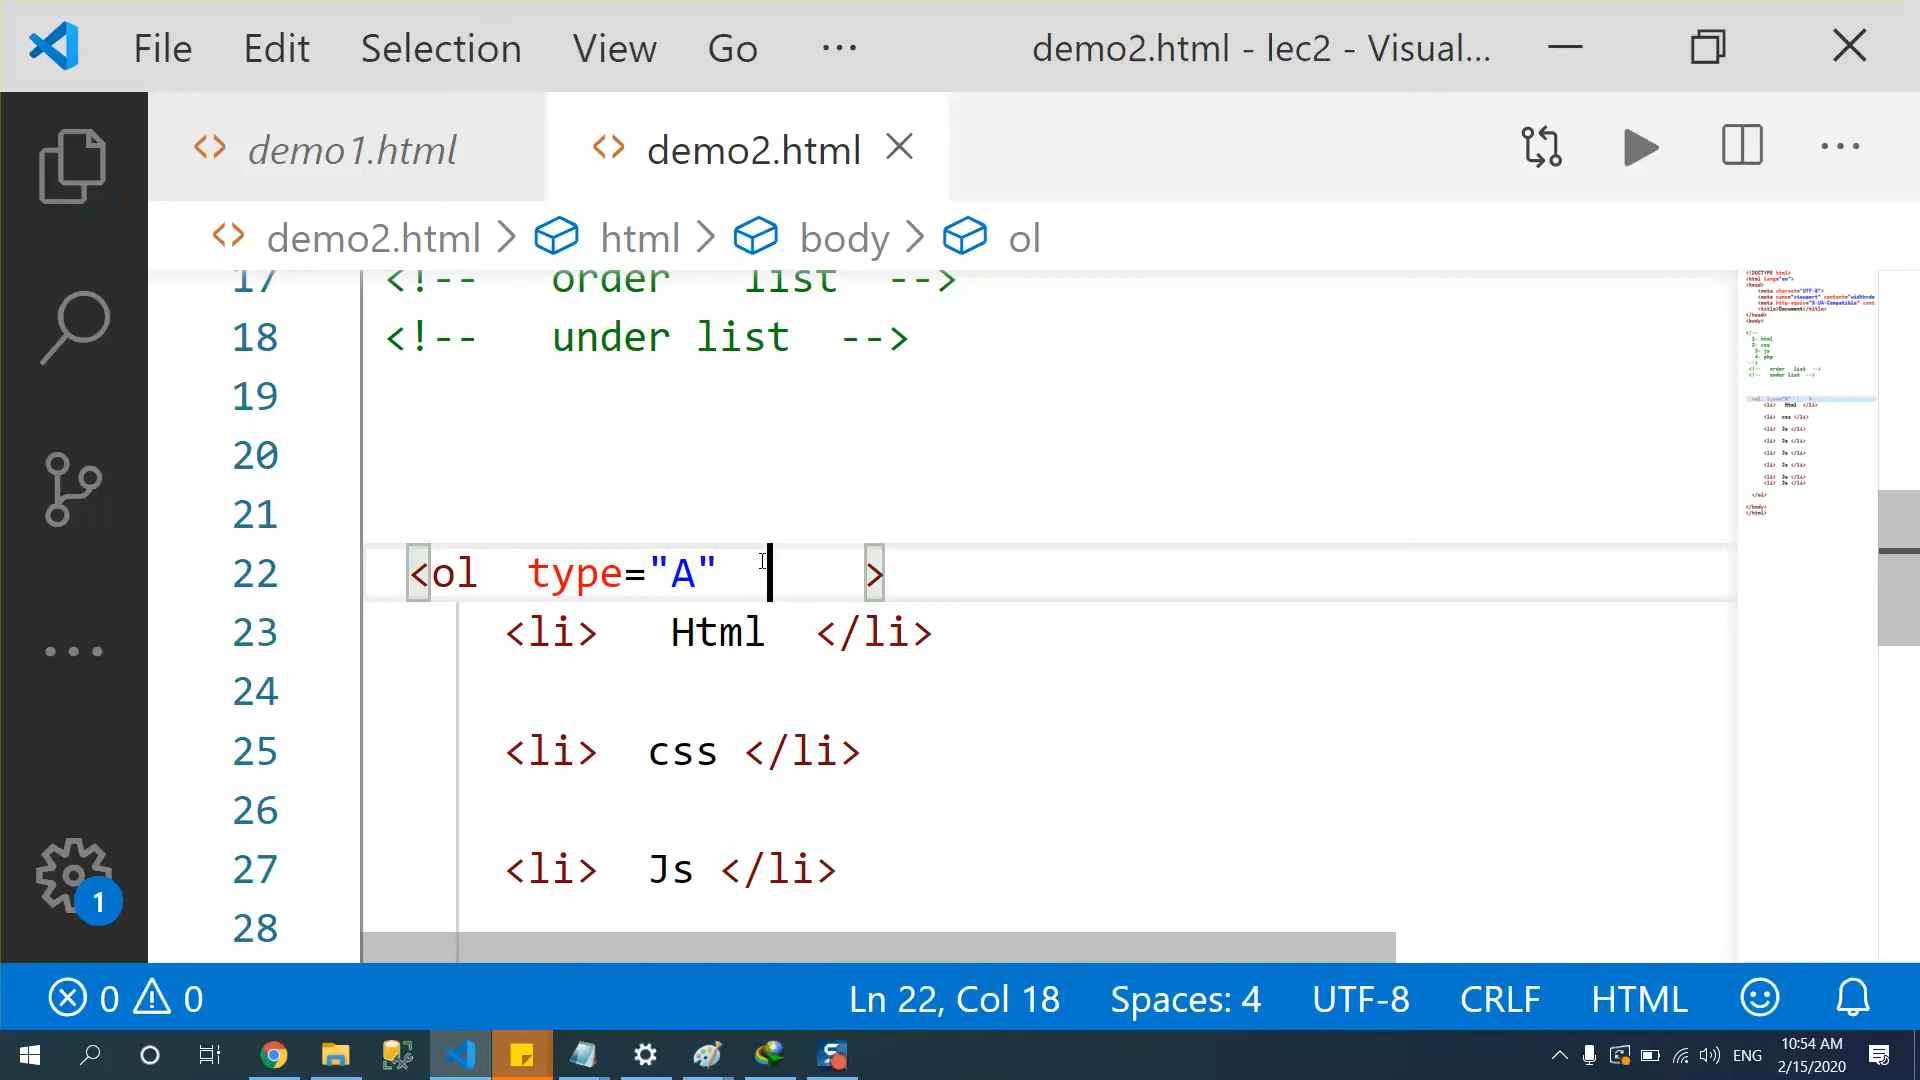 File Edit Selection View Go ··· demo2.html - lec2 - Visual...
demo1.html demo2.html
demo2.html > html > body > ol
17 <!-- order list -->
18 <!-- under list -->
19
20
21
22 <ol type="A" >
23 <li> Html </li>
24
25 <li> css </li>
26
27 <li> Js </li>
28
1
0 0 Ln 22, Col 18 Spaces: 4 UTF-8 CRLF HTML
ENG 10:54 AM
2/15/2020